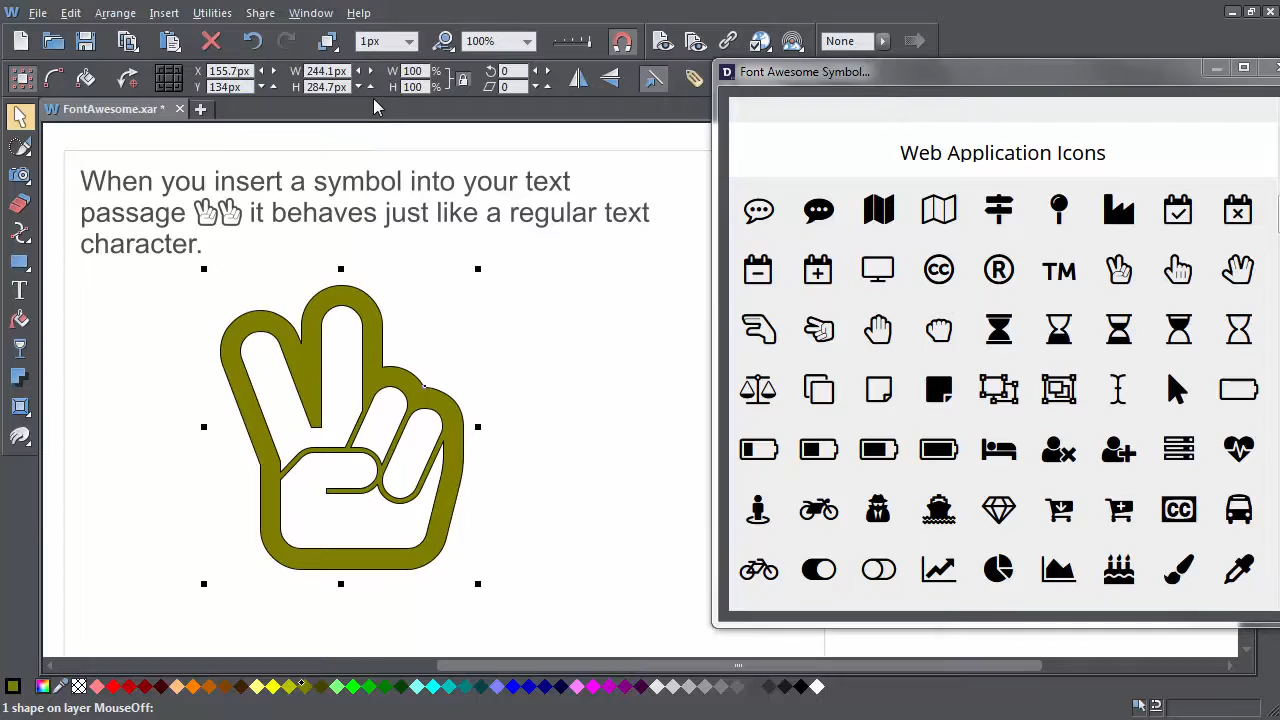 W File Edit Arrange Insert Utilities Share Window Help
1px 100% None
X 155.7px W 244.1px W 100 % 0
Y 134px H 284.7px H 100 % 0
D Font Awesome Symbol...
W FontAwesome.xar *
Web Application Icons
When you insert a symbol into your text
passage it behaves just like a regular text
character.
cc R TM
CC
T
1 shape on layer MouseOff: